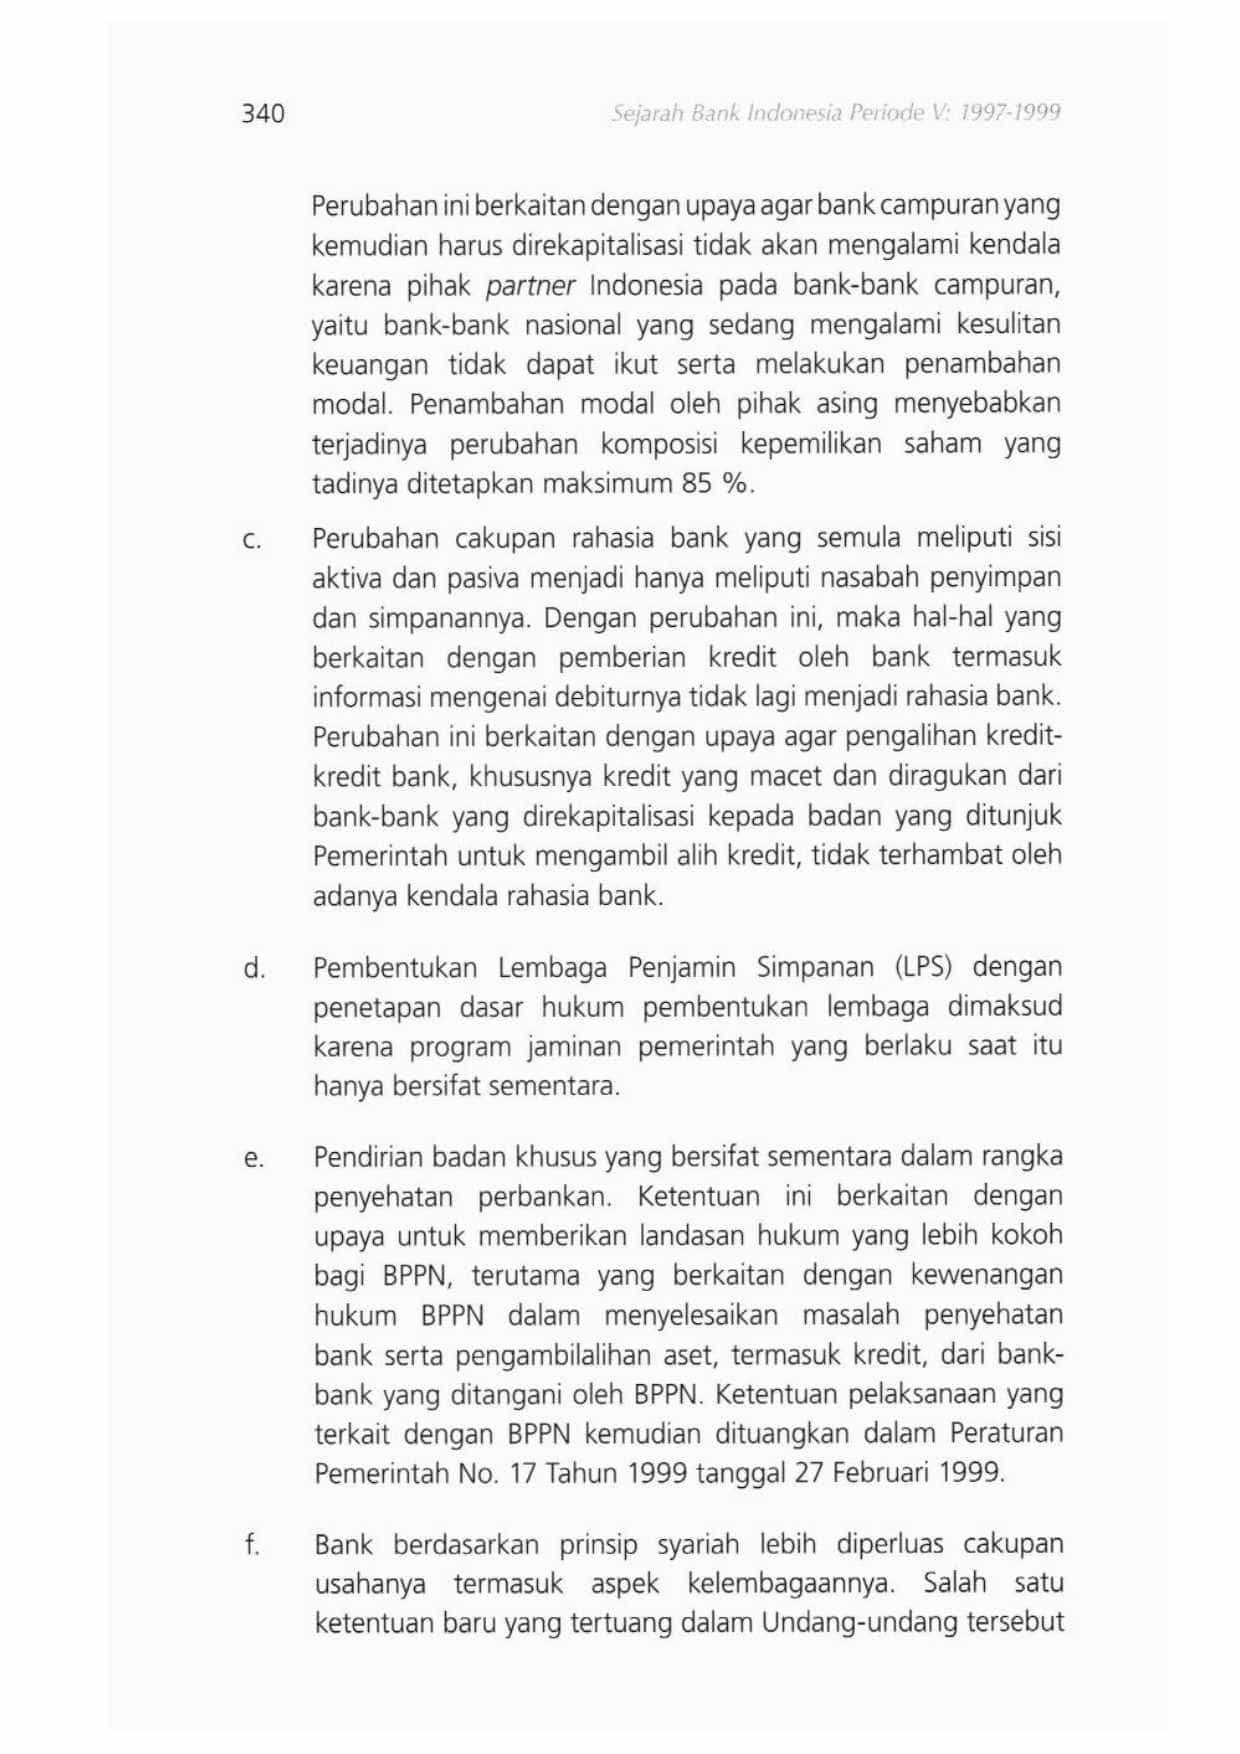 340
Sejarah Bank Indonesia Periode V: 1997-1999
Perubahan ini berkaitan dengan upaya agar bank campuran yang
kemudian harus direkapitalisasi tidak akan mengalami kendala
karena pihak partner Indonesia pada bank-bank campuran,
yaitu bank-bank nasional yang sedang mengalami kesulitan
keuangan tidak dapat ikut serta melakukan penambahan
modal. Penambahan modal oleh pihak asing menyebabkan
terjadinya perubahan komposisi kepemilikan saham yang
tadinya ditetapkan maksimum 85 %.
c. Perubahan cakupan rahasia bank yang semula meliputi sisi
aktiva dan pasiva menjadi hanya meliputi nasabah penyimpan
dan simpanannya. Dengan perubahan ini, maka hal-hal yang
berkaitan dengan pemberian kredit oleh bank termasuk
informasi mengenai debiturnya tidak lagi menjadi rahasia bank.
Perubahan ini berkaitan dengan upaya agar pengalihan kredit-
kredit bank, khususnya kredit yang macet dan diragukan dari
bank-bank yang direkapitalisasi kepada badan yang ditunjuk
Pemerintah untuk mengambil alih kredit, tidak terhambat oleh
adanya kendala rahasia bank.
d. Pembentukan Lembaga Penjamin Simpanan (LPS) dengan
penetapan dasar hukum pembentukan lembaga dimaksud
karena program jaminan pemerintah yang berlaku saat itu
hanya bersifat sementara.
e. Pendirian badan khusus yang bersifat sementara dalam rangka
penyehatan perbankan. Ketentuan ini berkaitan dengan
upaya untuk memberikan landasan hukum yang lebih kokoh
bagi BPPN, terutama yang berkaitan dengan kewenangan
hukum BPPN dalam menyelesaikan masalah penyehatan
bank serta pengambilalihan aset, termasuk kredit, dari bank-
bank yang ditangani oleh BPPN. Ketentuan pelaksanaan yang
terkait dengan BPPN kemudian dituangkan dalam Peraturan
Pemerintah No. 17 Tahun 1999 tanggal 27 Februari 1999.
f. Bank berdasarkan prinsip syariah lebih diperluas cakupan
usahanya termasuk aspek kelembagaannya. Salah satu
ketentuan baru yang tertuang dalam Undang-undang tersebut